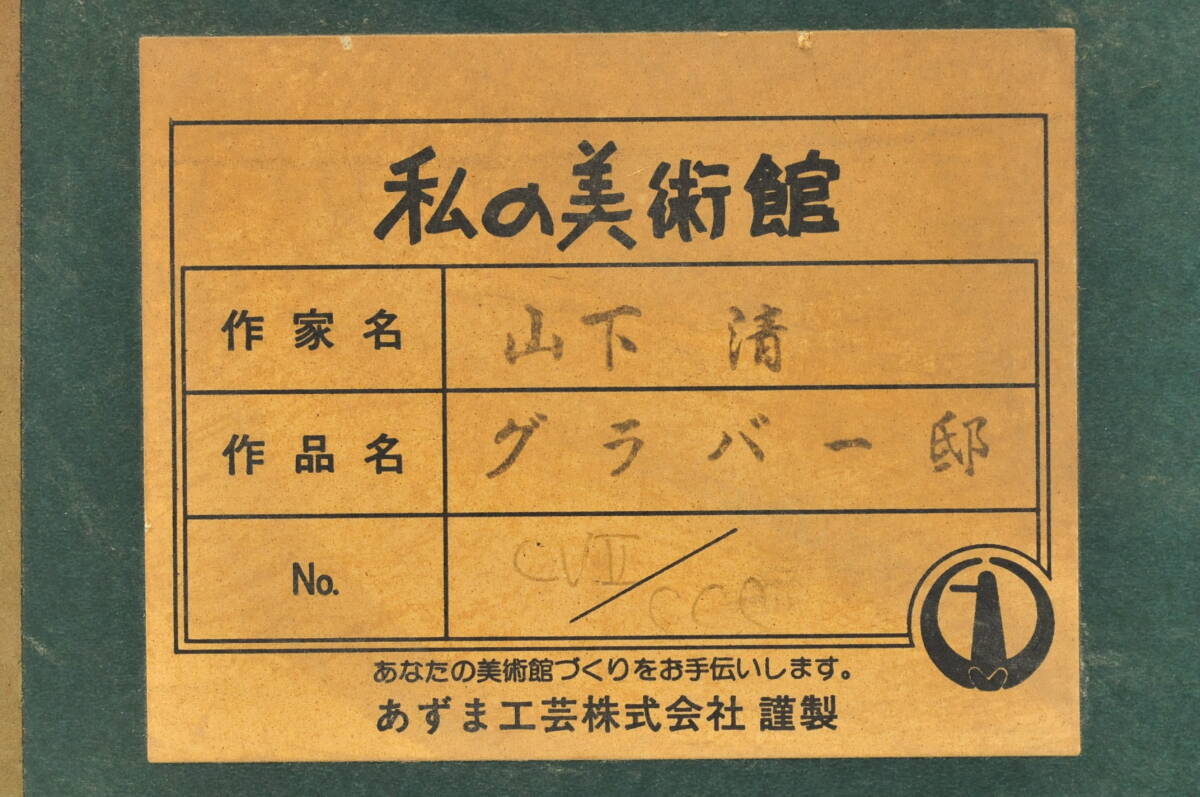 私の美術館
作家名 山下 清
作品名 グラバー邸
No. CVII/CCC
あなたの美術館づくりをお手伝いします。
あずま工芸株式会社 謹製